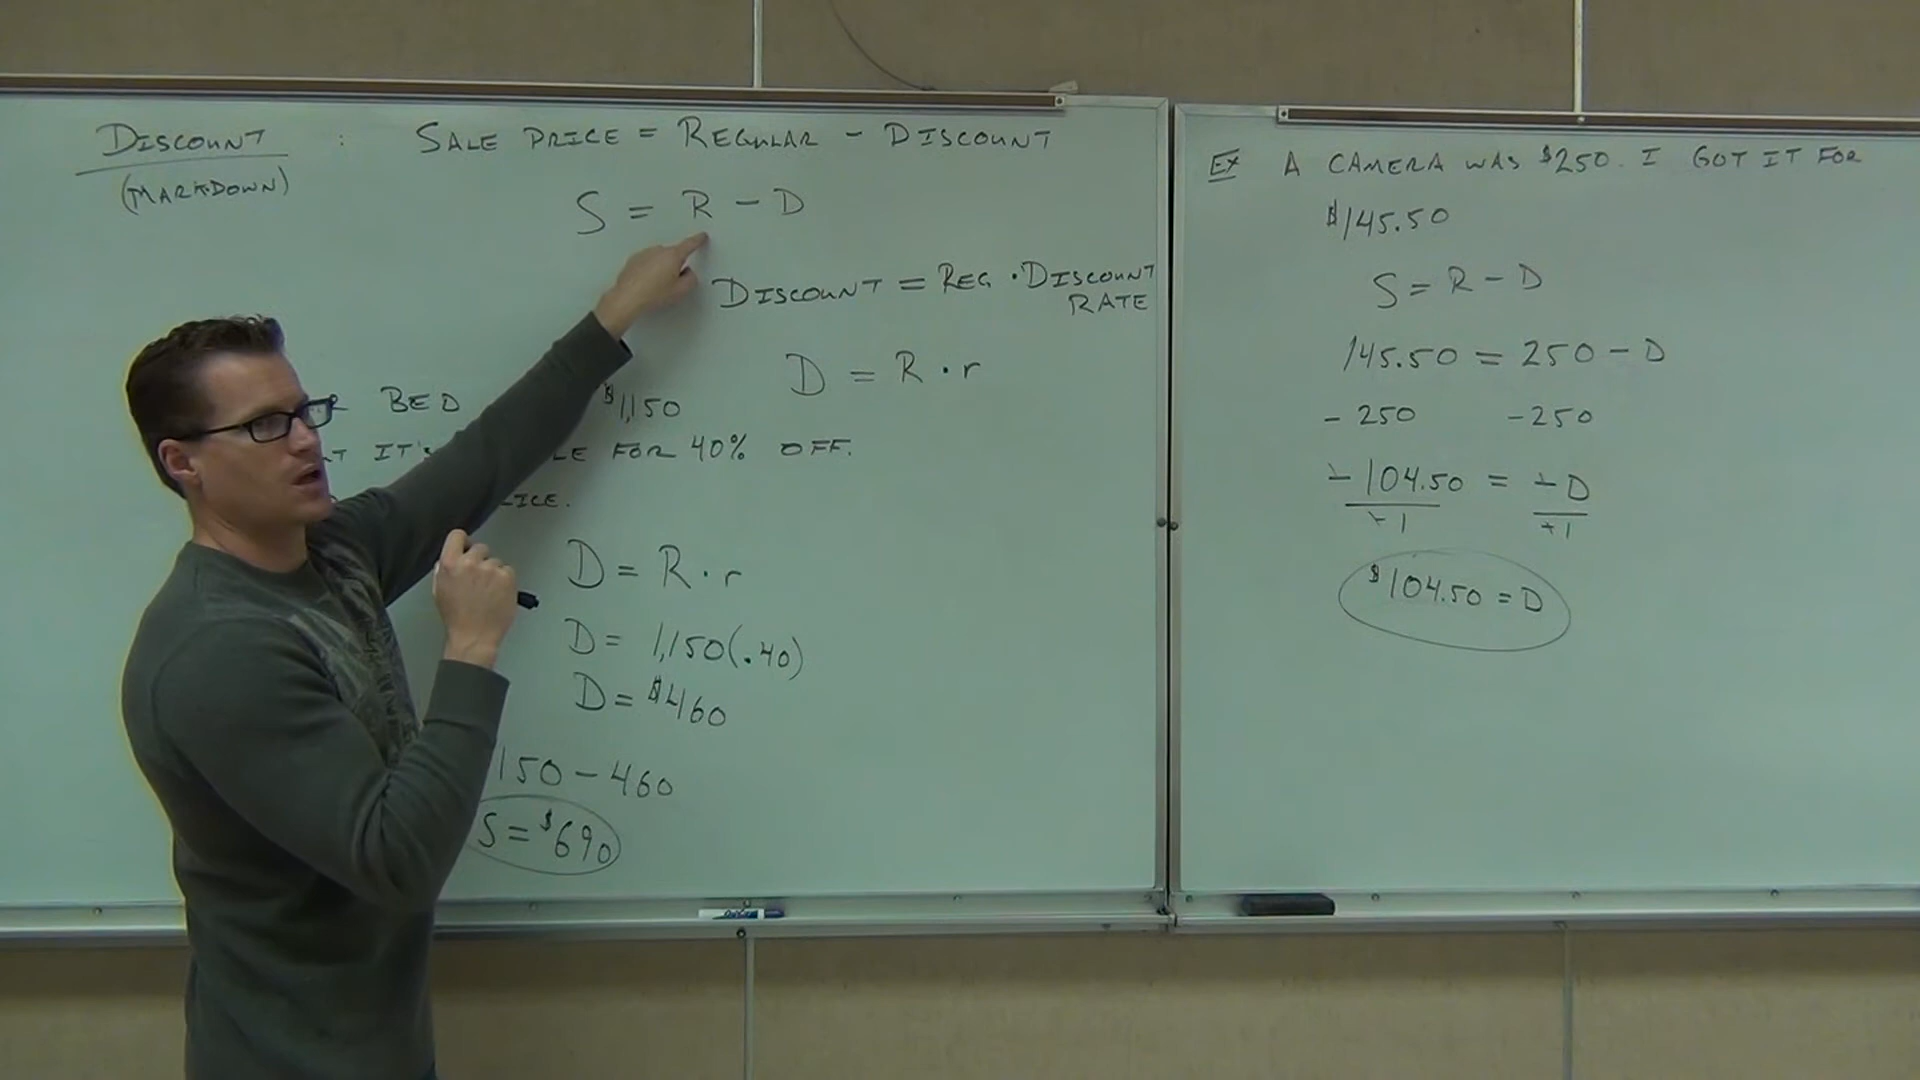 DISCOUNT : SALE PRICE = REGULAR - DISCOUNT
(MARKDOWN)
S = R - D
DISCOUNT = REG · DISCOUNT
RATE
D = R · r
BED $1,150
FOR 40% OFF.
D = R · r
D = 1,150(.40)
D = $460
150 - 460
S = $690
EX A CAMERA WAS $250. I GOT IT FOR
$145.50
S = R - D
145.50 = 250 - D
- 250 - 250
- 104.50 = - D
- 1 - 1
$104.50 = D